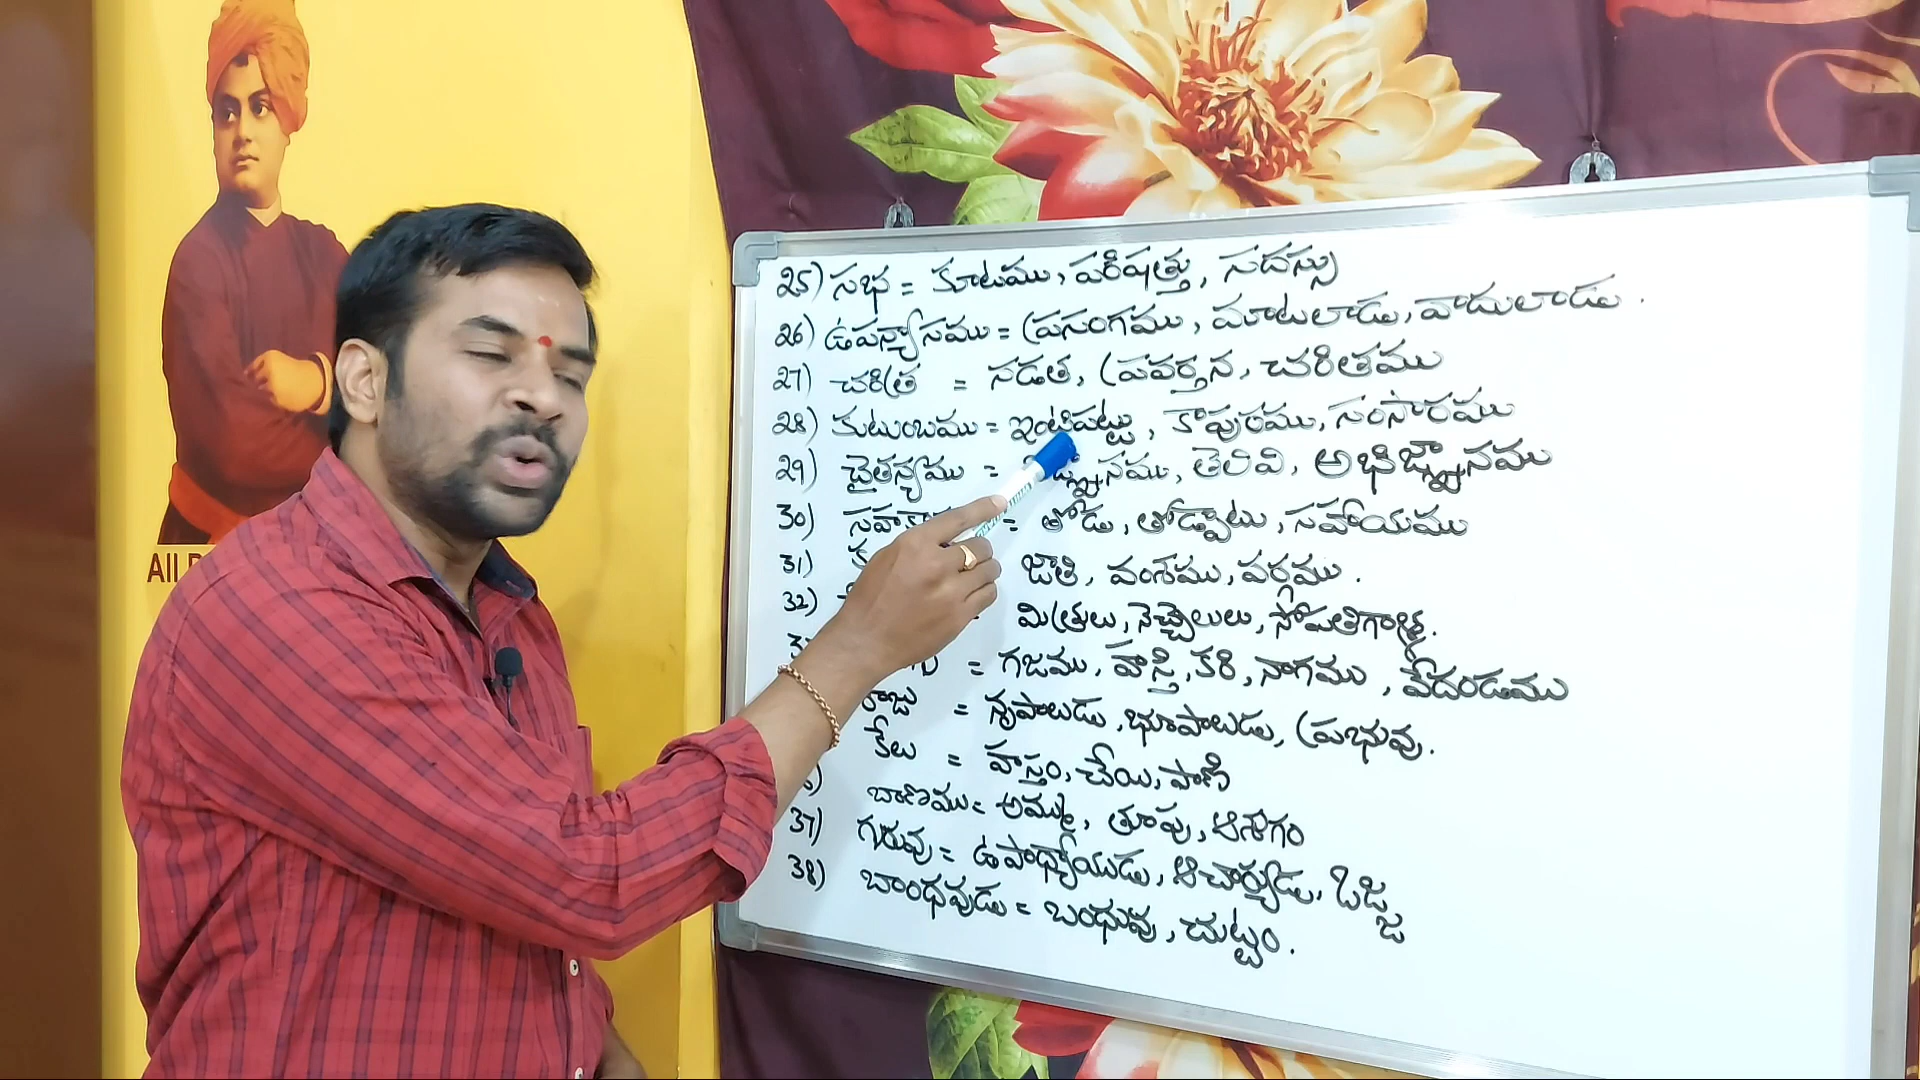 25) సభ = కూటము, పరిషత్తు, సదస్సు
26) ఉపన్యాసము = ప్రసంగము, మాటలాడు, వాదులాడు.
27) చరిత్ర = నడత, ప్రవర్తన, చరితము
28) కుటుంబము = ఇంటిపట్టు, కాపురము, సంసారము
29) చైతన్యము = తెలివి, అభిజ్ఞానము
30) = తోడు, తోడ్పాటు, సహాయము
31) జాతి, వంశము, వర్గము.
32) మిత్రులు, నెచ్చెలులు, సోపతిగాళ్ళు.
= గజము, హస్తి, కరి, నాగము, వేదండము
రాజు = నృపాలుడు, భూపాలుడు, ప్రభువు.
కేలు = హస్తం, చేయి, పాణి
బాణము = అమ్ము, తూపు, ఆశుగం
37) గురువు = ఉపాధ్యాయుడు, ఆచార్యుడు, ఓజ్జ
38) బాంధవుడు = బంధువు, చుట్టం.
All